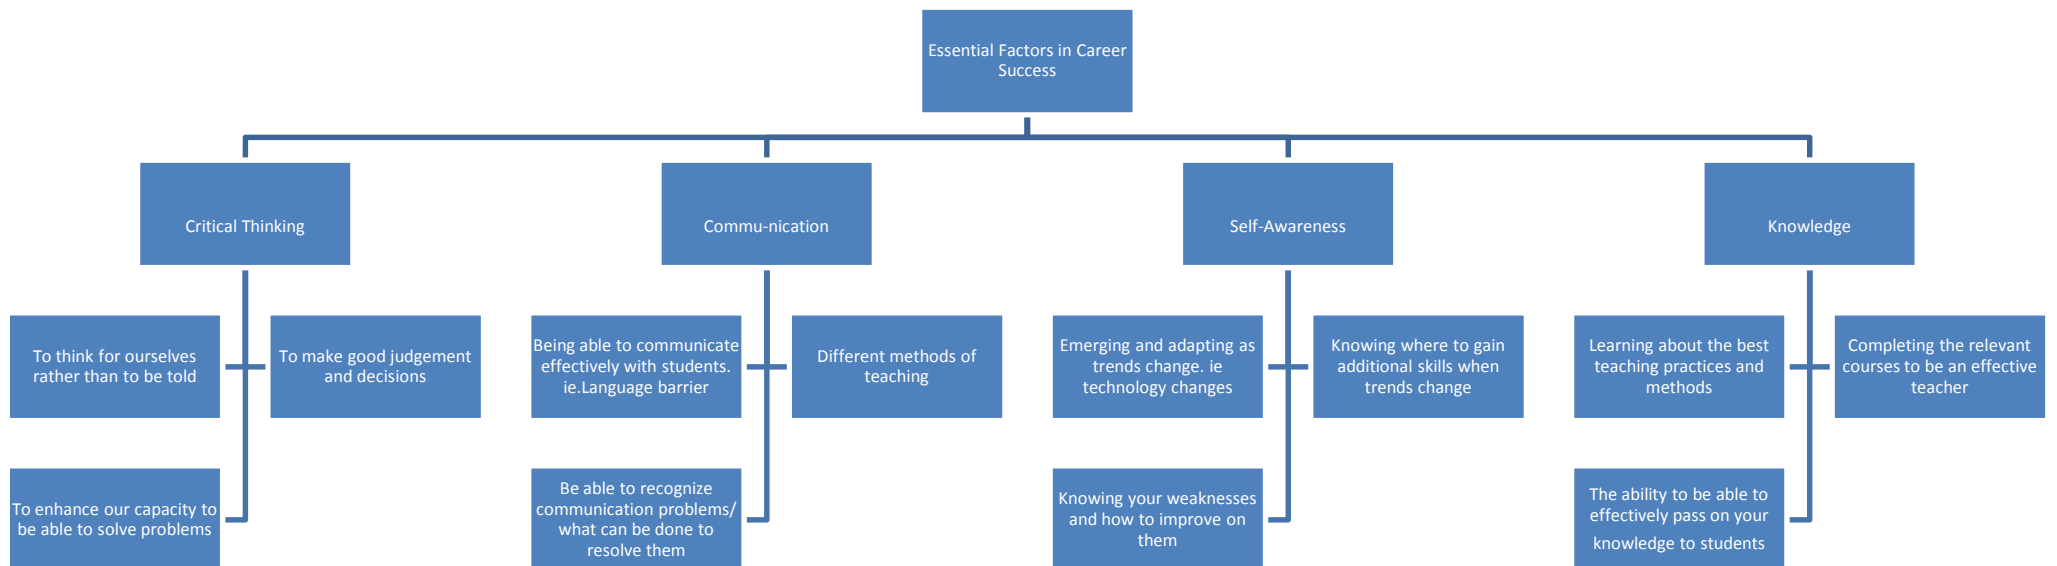 Essential Factors in Career
Success
Critical Thinking
Commu-nication
Self-Awareness
Knowledge
To think for ourselves
rather than to be told
To make good judgement
and decisions
Being able to communicate
effectively with students.
ie.Language barrier
Different methods of
teaching
Emerging and adapting as
trends change. ie
technology changes
Knowing where to gain
additional skills when
trends change
Learning about the best
teaching practices and
methods
Completing the relevant
courses to be an effective
teacher
To enhance our capacity to
be able to solve problems
Be able to recognize
communication problems/
what can be done to
resolve them
Knowing your weaknesses
and how to improve on
them
The ability to be able to
effectively pass on your
knowledge to students